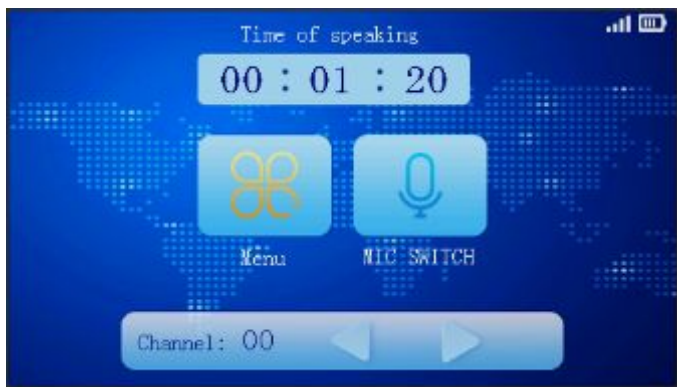 Time of speaking
00 : 01 : 20
Menu MIC SWITCH
Channel: 00